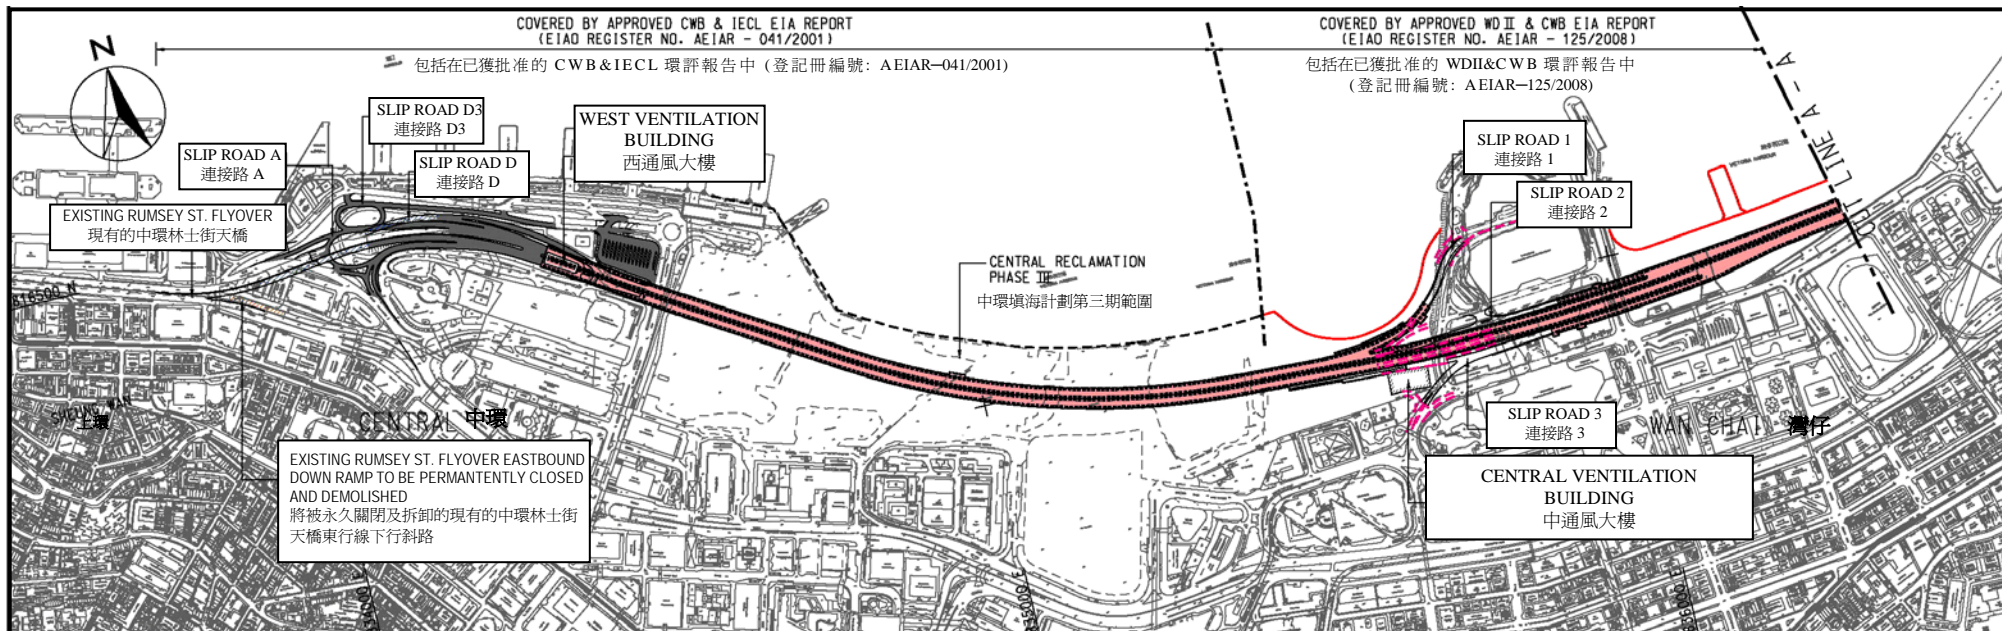 COVERED BY APPROVED CWB & IECL EIA REPORT
(EIAO REGISTER NO. AEIAR - 041/2001)
包括在已獲批准的 CWB&IECL 環評報告中 (登記冊編號: AEIAR—041/2001)
COVERED BY APPROVED WDII & CWB EIA REPORT
(EIAO REGISTER NO. AEIAR - 125/2008)
包括在已獲批准的 WDII&CWB 環評報告中
(登記冊編號: AEIAR—125/2008)
N
SLIP ROAD D3
連接路 D3
SLIP ROAD A
連接路 A
SLIP ROAD D
連接路 D
WEST VENTILATION
BUILDING
西通風大樓
EXISTING RUMSEY ST. FLYOVER
現有的中環林士街天橋
SLIP ROAD 1
連接路 1
SLIP ROAD 2
連接路 2
LINE A - A
CENTRAL RECLAMATION
PHASE III
中環填海計劃第三期範圍
816500 N
SHEUNG WAN
上環
CENTRAL 中環
SLIP ROAD 3
連接路 3
WAN CHAI 灣仔
EXISTING RUMSEY ST. FLYOVER EASTBOUND
DOWN RAMP TO BE PERMANTENTLY CLOSED
AND DEMOLISHED
將被永久關閉及拆卸的現有的中環林士街
天橋東行線下行斜路
CENTRAL VENTILATION
BUILDING
中通風大樓